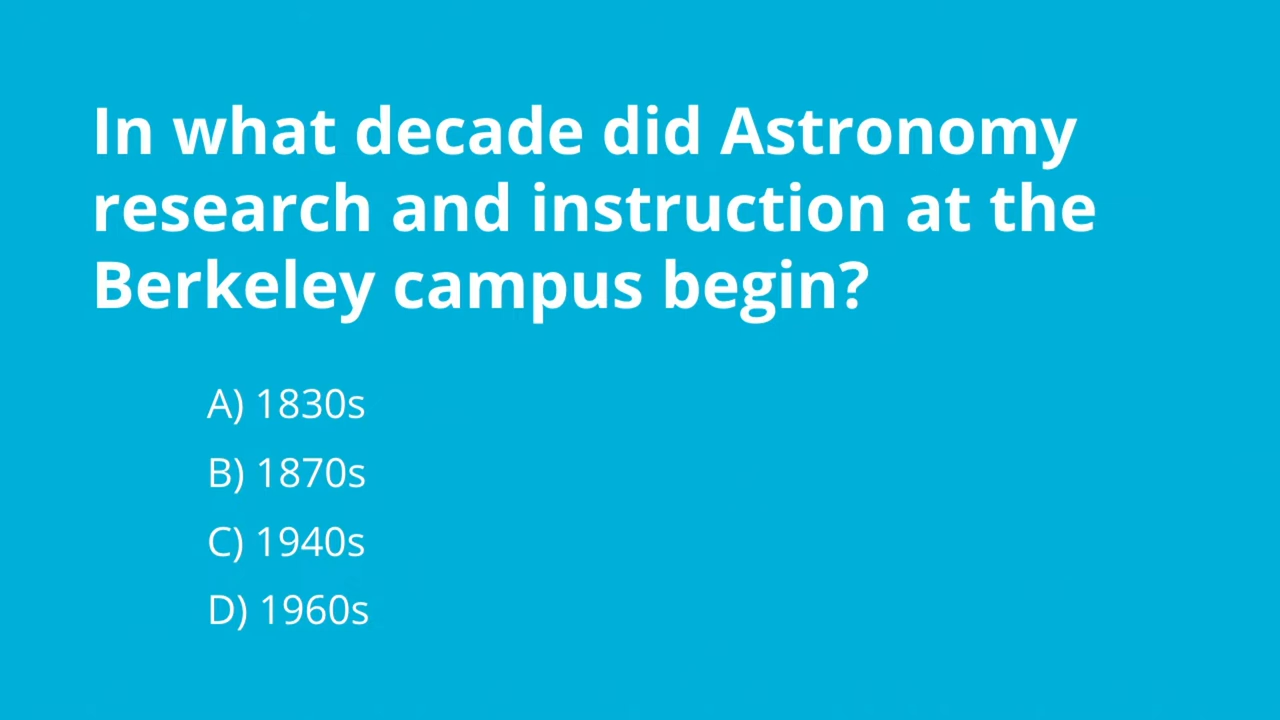 In what decade did Astronomy
research and instruction at the
Berkeley campus begin?
A) 1830s
B) 1870s
C) 1940s
D) 1960s